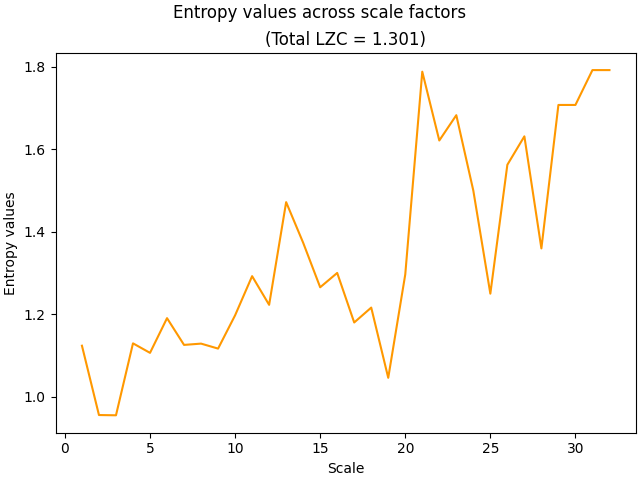 Entropy values across scale factors
(Total LZC = 1.301)
1.8
1.6
1.4
1.2
1.0
Entropy values
0 5 10 15 20 25 30
Scale